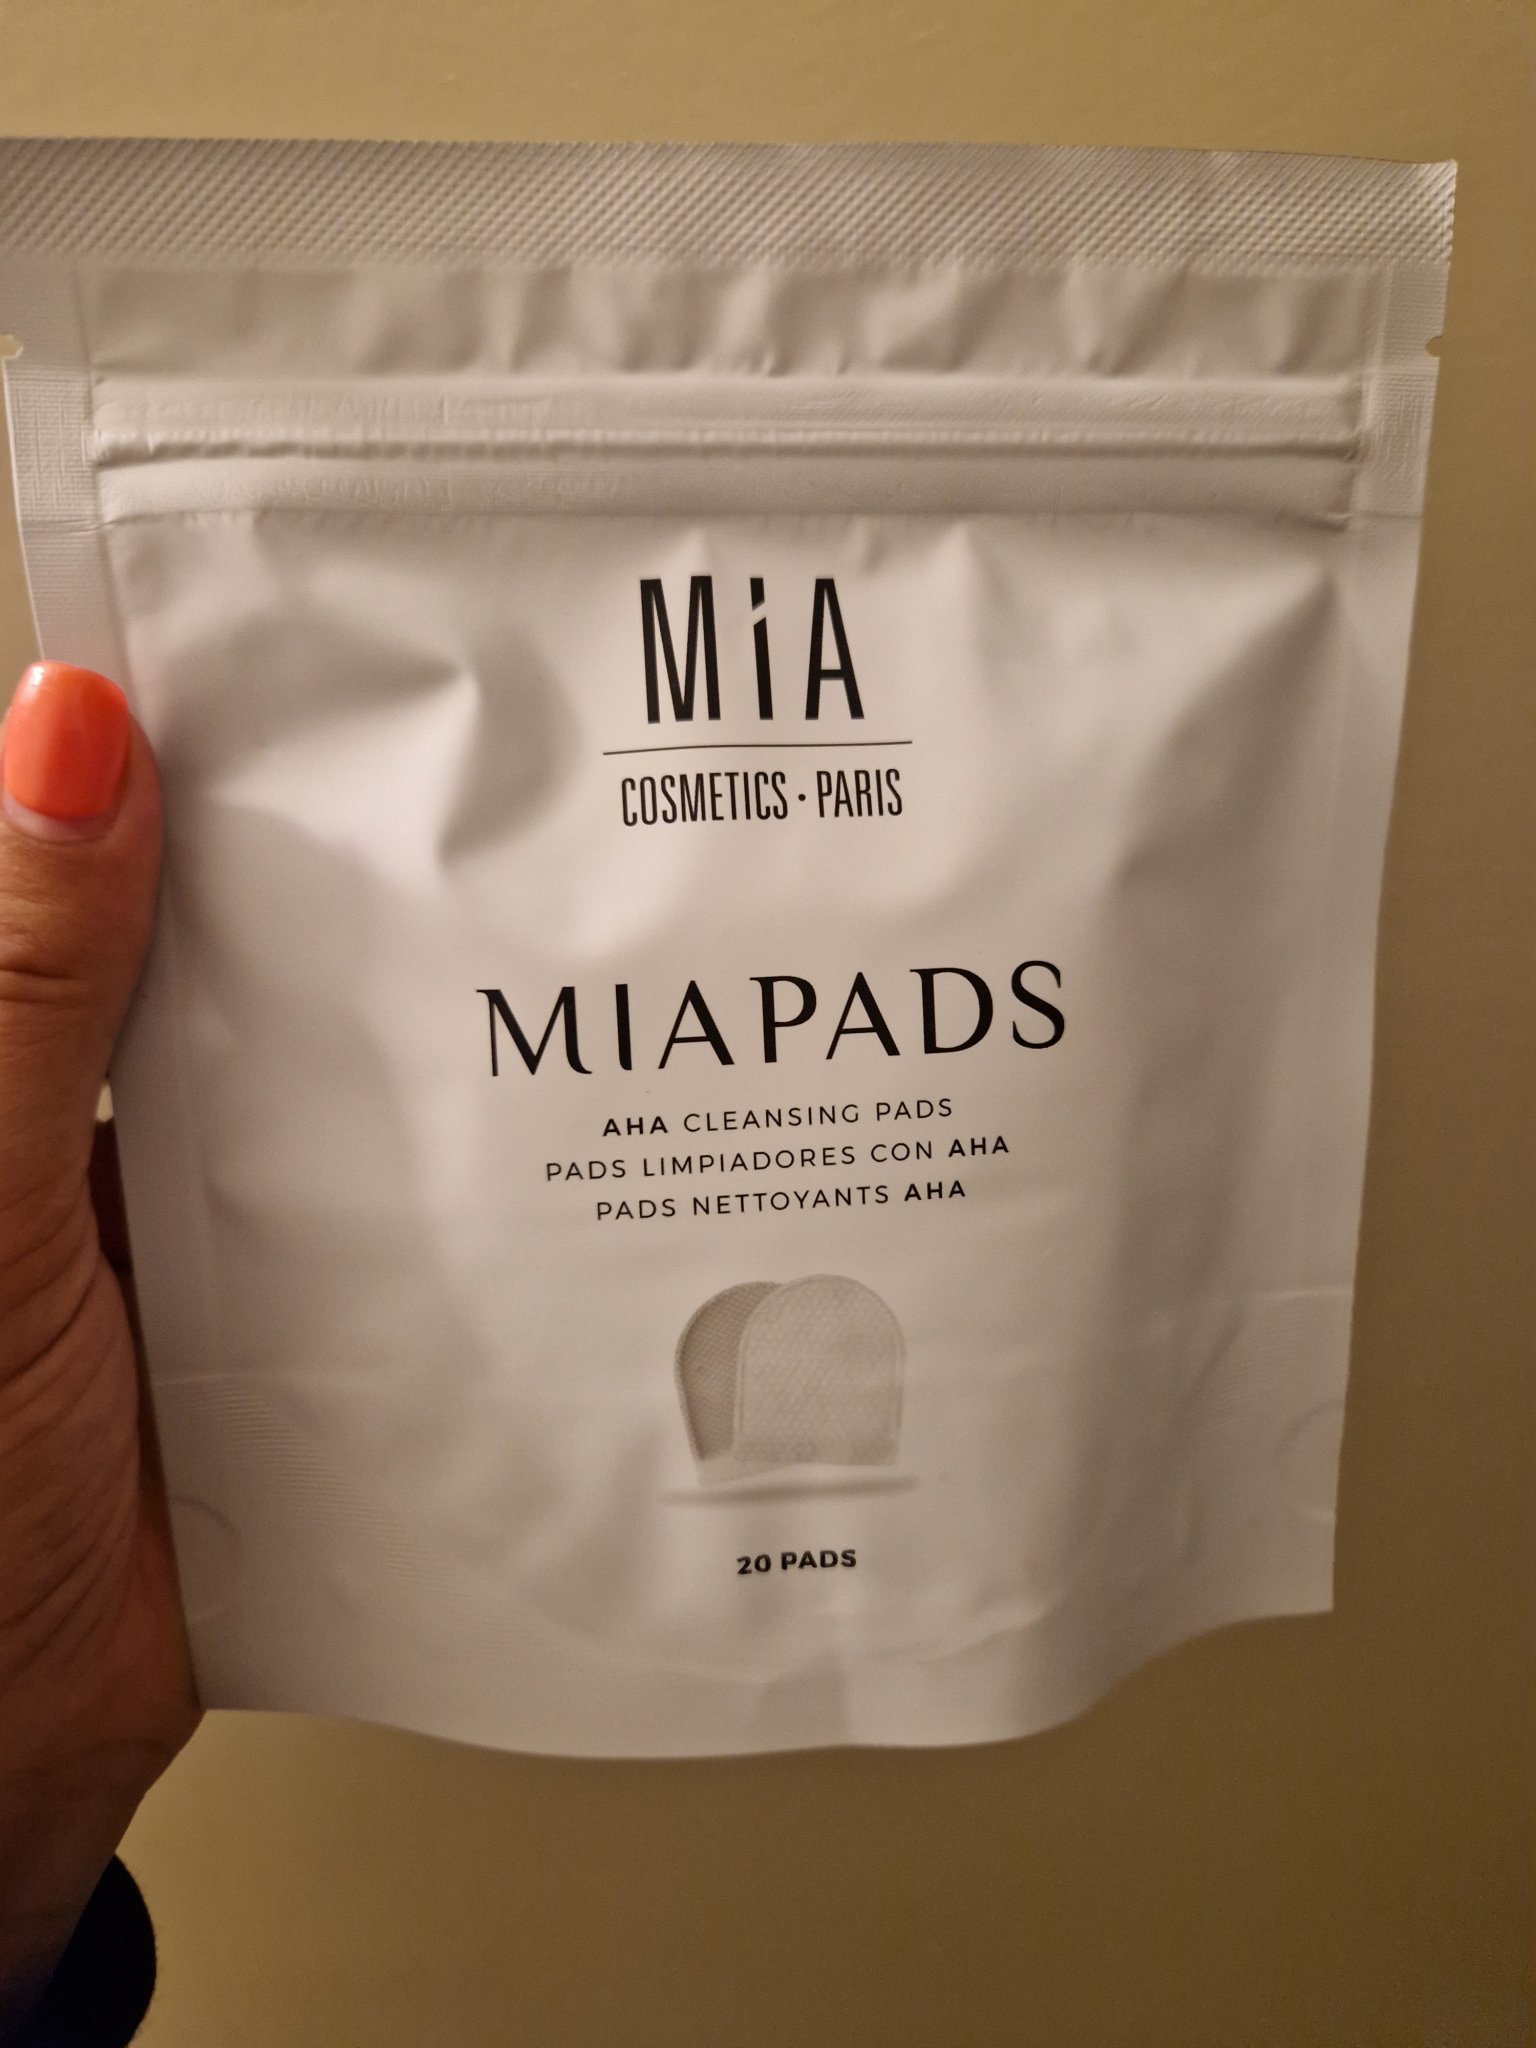 MiA
COSMETICS · PARIS
MIAPADS
AHA CLEANSING PADS
PADS LIMPIADORES CON AHA
PADS NETTOYANTS AHA
20 PADS